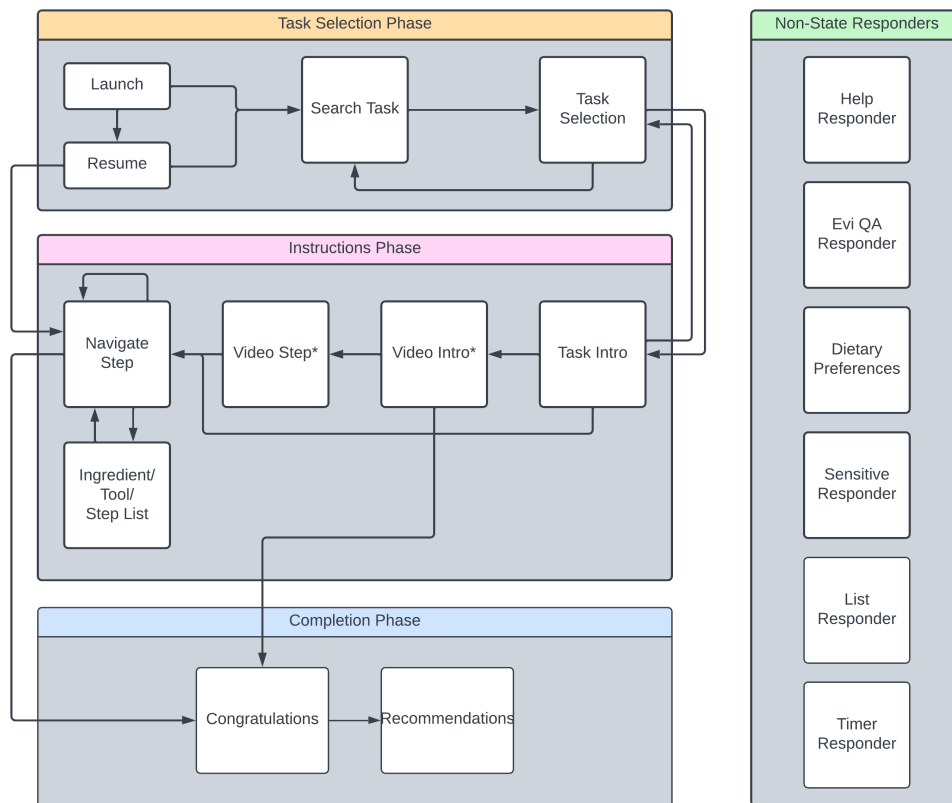 Task Selection Phase
Launch
Resume
Search Task
Task
Selection
Instructions Phase
Navigate
Step
Video Step*
Video Intro*
Task Intro
Ingredient/
Tool/
Step List
Completion Phase
Congratulations
Recommendations
Non-State Responders
Help
Responder
Evi QA
Responder
Dietary
Preferences
Sensitive
Responder
List
Responder
Timer
Responder